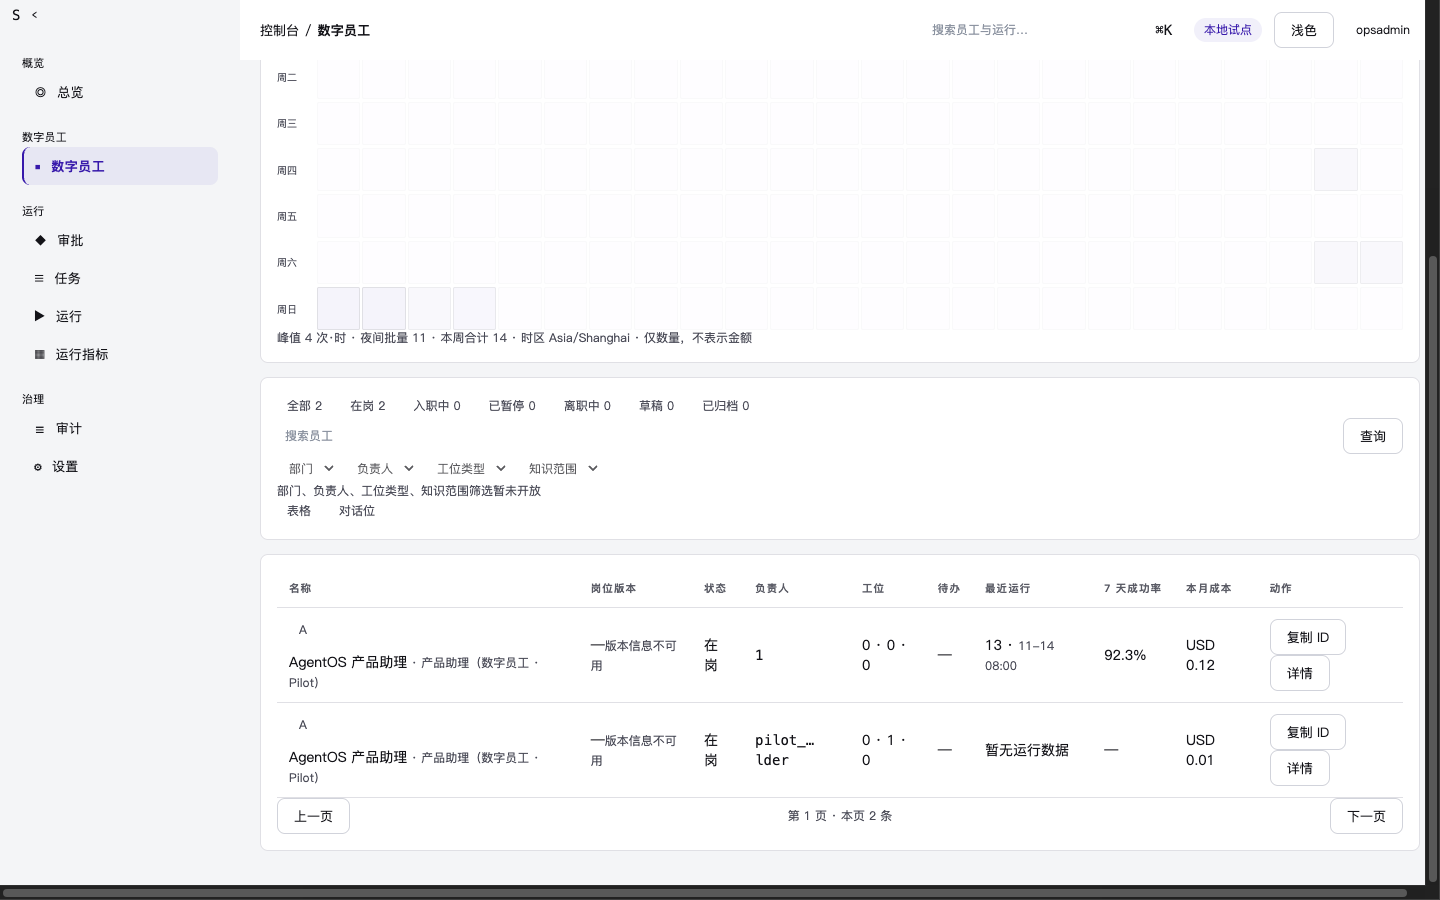 S <
控制台 / 数字员工
搜索员工与运行...
⌘K
本地试点
浅色
opsadmin
概览
总览
数字员工
数字员工
运行
审批
任务
运行
运行指标
治理
审计
设置
周二
周三
周四
周五
周六
周日
峰值 4 次·时 · 夜间批量 11 · 本周合计 14 · 时区 Asia/Shanghai · 仅数量，不表示金额
全部 2 在岗 2 入职中 0 已暂停 0 离职中 0 草稿 0 已归档 0
搜索员工
查询
部门 负责人 工位类型 知识范围
部门、负责人、工位类型、知识范围筛选暂未开放
表格 对话位
名称 岗位版本 状态 负责人 工位 待办 最近运行 7 天成功率 本月成本 动作
A
AgentOS 产品助理 · 产品助理（数字员工 ·
Pilot）
—版本信息不可
用
在
岗
1
0 · 0 ·
0
—
13 · 11-14
08:00
92.3%
USD
0.12
复制 ID
详情
A
AgentOS 产品助理 · 产品助理（数字员工 ·
Pilot）
—版本信息不可
用
在
岗
pilot_…
lder
0 · 1 ·
0
—
暂无运行数据
—
USD
0.01
复制 ID
详情
上一页
第 1 页 · 本页 2 条
下一页